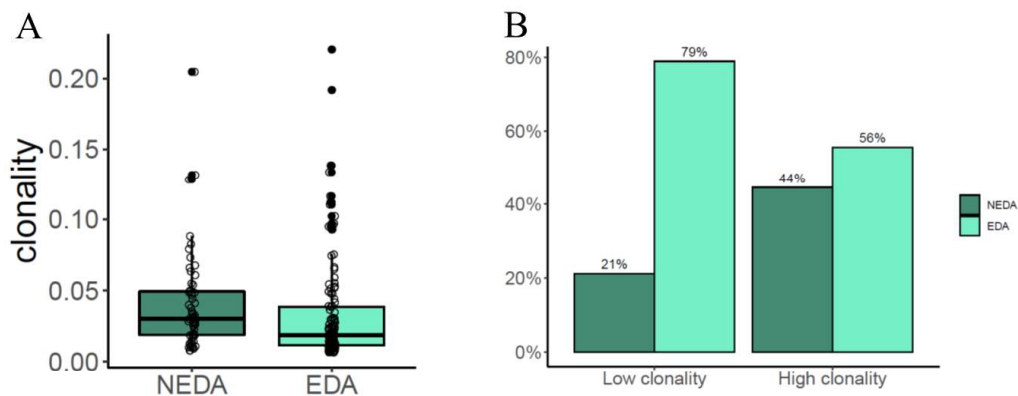 A
clonality
0.20
0.15
0.10
0.05
0.00
NEDA
EDA
B
80%
60%
40%
20%
0%
79%
56%
44%
21%
Low clonality
High clonality
NEDA
EDA